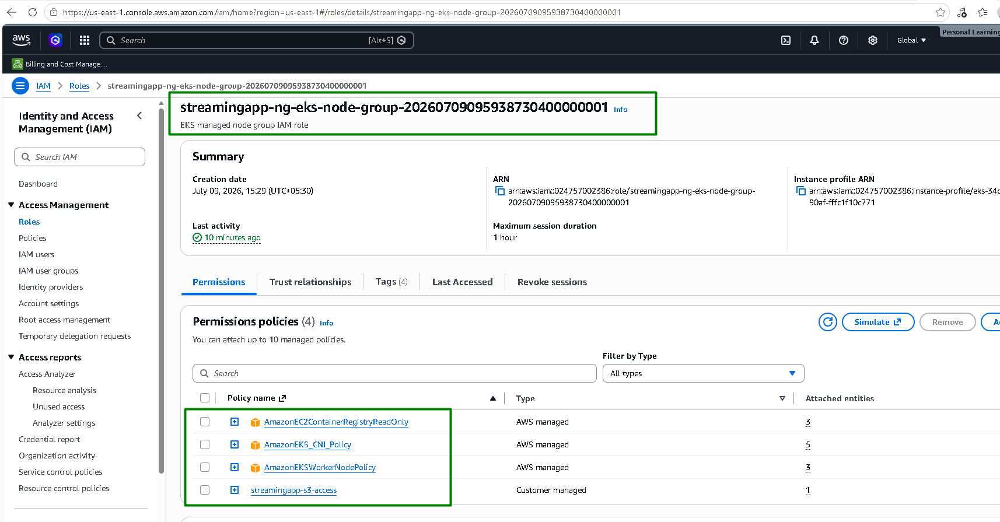 https://us-east-1.console.aws.amazon.com/iam/home?region=us-east-1#/roles/details/streamingapp-ng-eks-node-group-20260709095938730400000001
aws
Search
[Alt+S]
Global
Personal Learning
Billing and Cost Manage...
IAM
Roles
streamingapp-ng-eks-node-group-20260709095938730400000001
Identity and Access
Management (IAM)
Search IAM
Dashboard
Access Management
Roles
Policies
IAM users
IAM user groups
Identity providers
Account settings
Root access management
Temporary delegation requests
Access reports
Access Analyzer
Resource analysis
Unused access
Analyzer settings
Credential report
Organization activity
Service control policies
Resource control policies
streamingapp-ng-eks-node-group-20260709095938730400000001 Info
EKS managed node group IAM role
Summary
Creation date
July 09, 2026, 15:29 (UTC+05:30)
Last activity
10 minutes ago
ARN
arn:aws:iam::024757002386:role/streamingapp-ng-eks-node-group-
20260709095938730400000001
Maximum session duration
1 hour
Instance profile ARN
arn:aws:iam::024757002386:instance-profile/eks-34c
90af-fffc1f10c771
Permissions
Trust relationships
Tags (4)
Last Accessed
Revoke sessions
Permissions policies (4) Info
You can attach up to 10 managed policies.
Simulate
Remove
Filter by Type
Search
All types
Policy name
Type
Attached entities
AmazonEC2ContainerRegistryReadOnly
AWS managed
3
AmazonEKS_CNI_Policy
AWS managed
5
AmazonEKSWorkerNodePolicy
AWS managed
3
streamingapp-s3-access
Customer managed
1